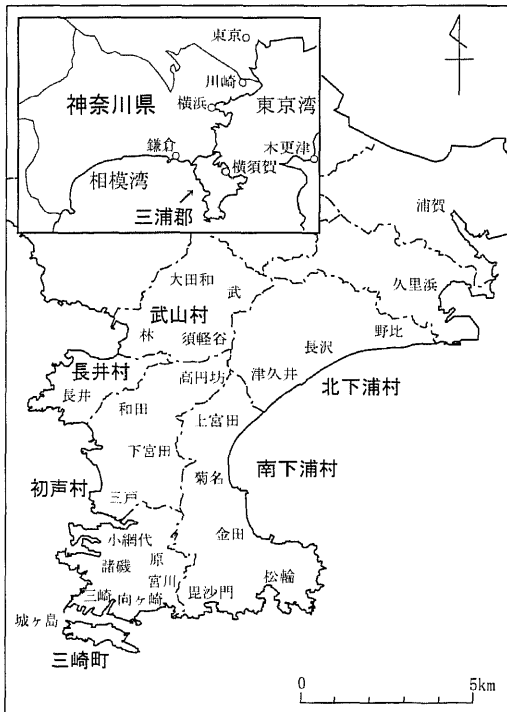 東京
川崎
神奈川県
横浜
東京湾
鎌倉
木更津
横須賀
相模湾
三浦郡
浦賀
大田和
武
久里浜
武山村
林
須軽谷
長沢
野比
長井村
高円坊
津久井
北下浦村
長井
和田
上宮田
下宮田
初声村
菊名
南下浦村
三戸
小網代
金田
諸磯
原
宮川
松輪
三崎
向ヶ崎
毘沙門
城ヶ島
三崎町
0
5km